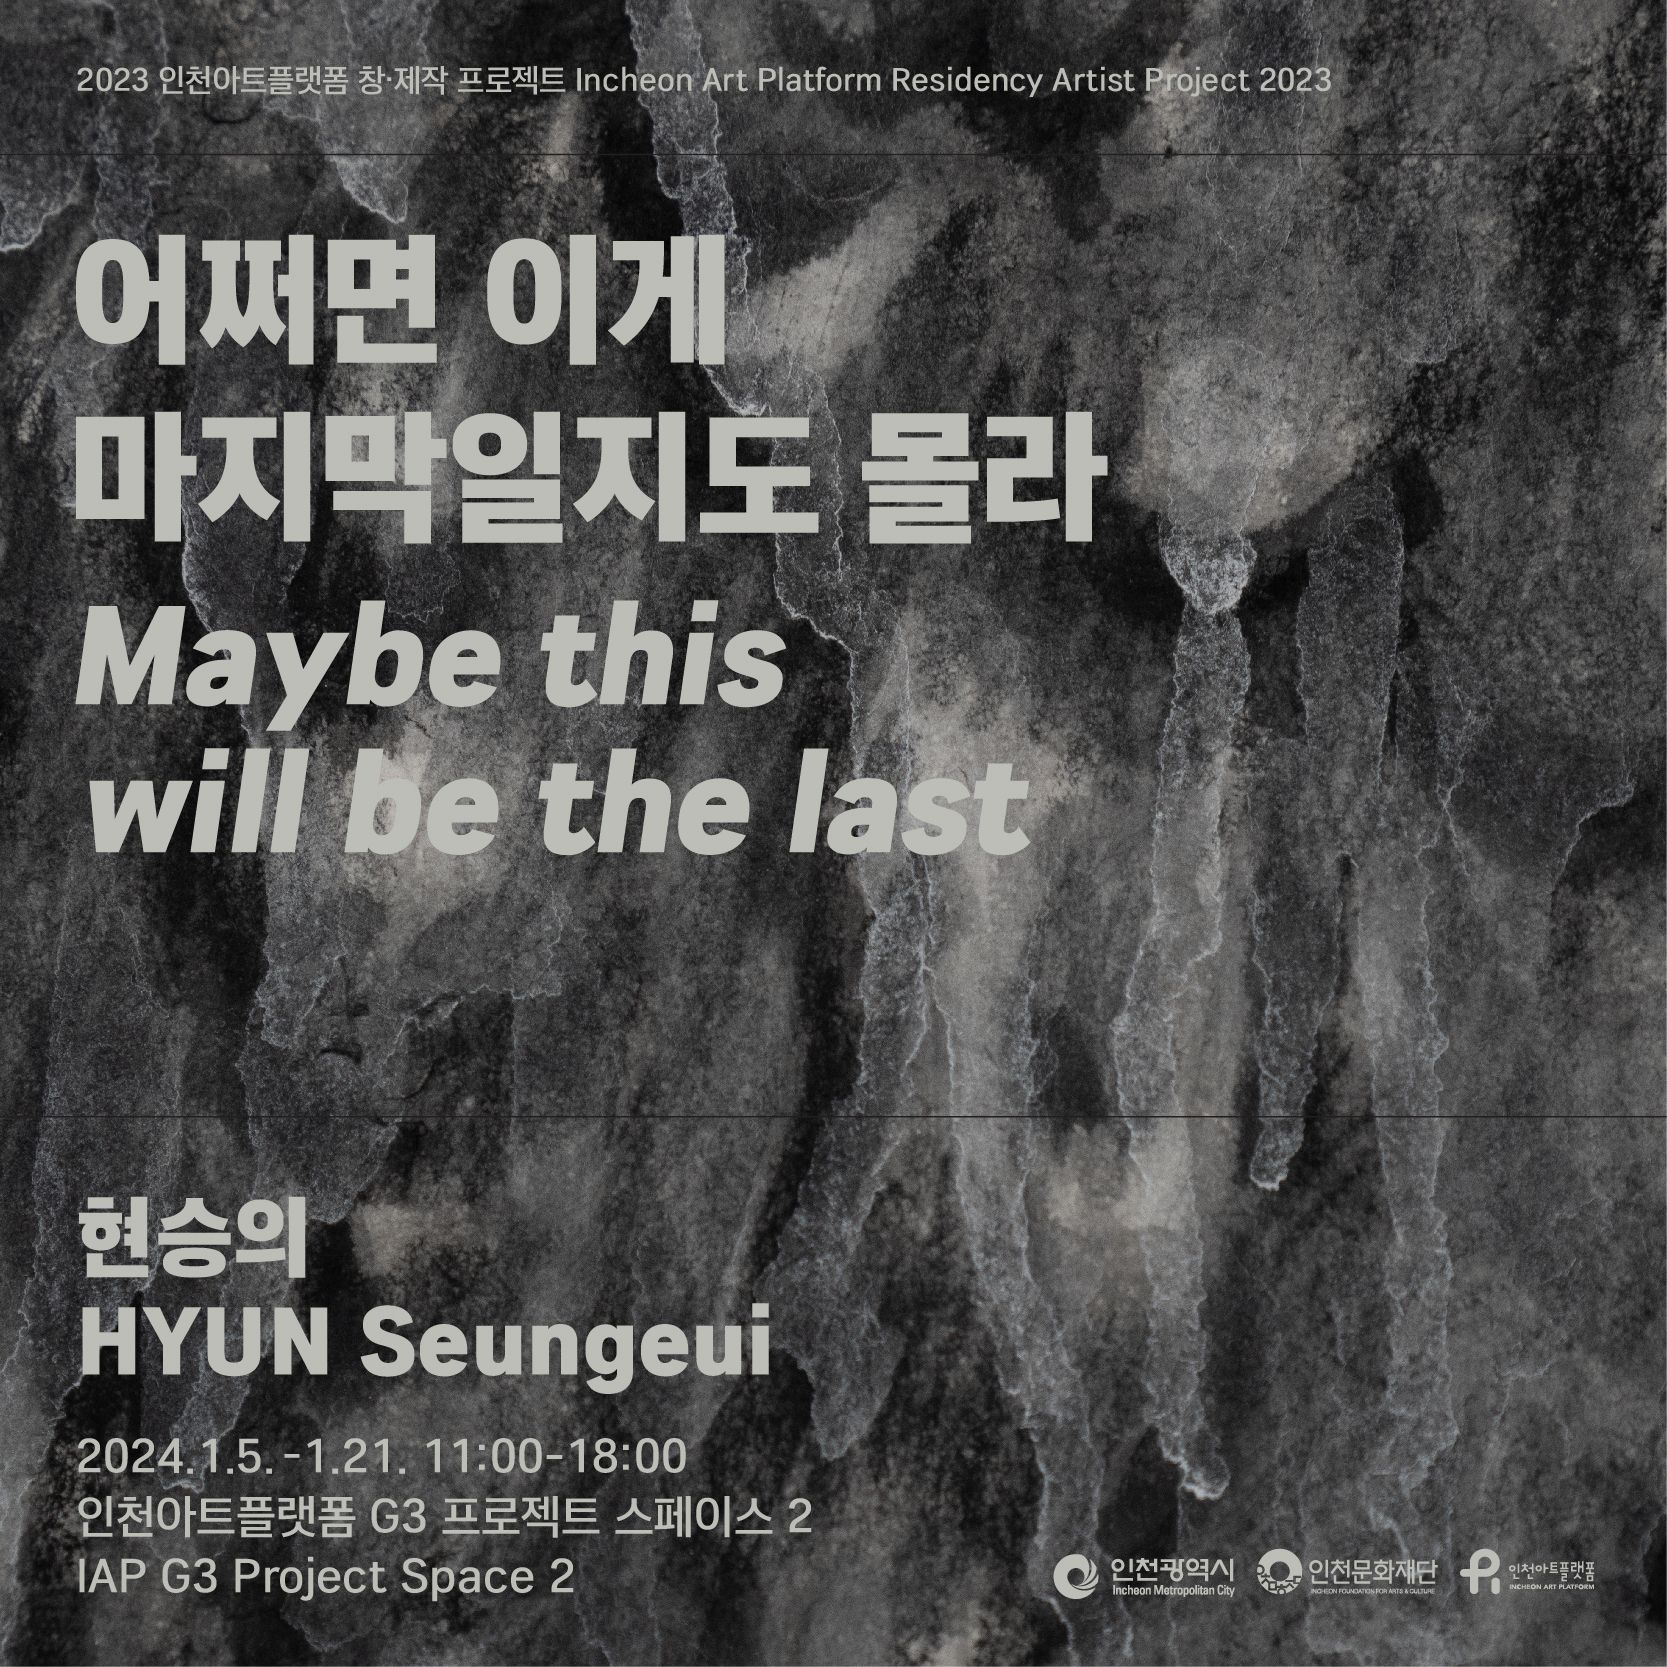 2023 인천아트플랫폼 창·제작 프로젝트 Incheon Art Platform Residency Artist Project 2023
어쩌면 이게
마지막일지도 몰라
Maybe this
will be the last
현승의
HYUN Seungeui
2024.1.5. -1.21. 11:00-18:00
인천아트플랫폼 G3 프로젝트 스페이스 2
IAP G3 Project Space 2
인천광역시
Incheon Metropolitan City
인천문화재단
INCHEON FOUNDATION FOR ARTS & CULTURE
인천아트플랫폼
INCHEON ART PLATFORM